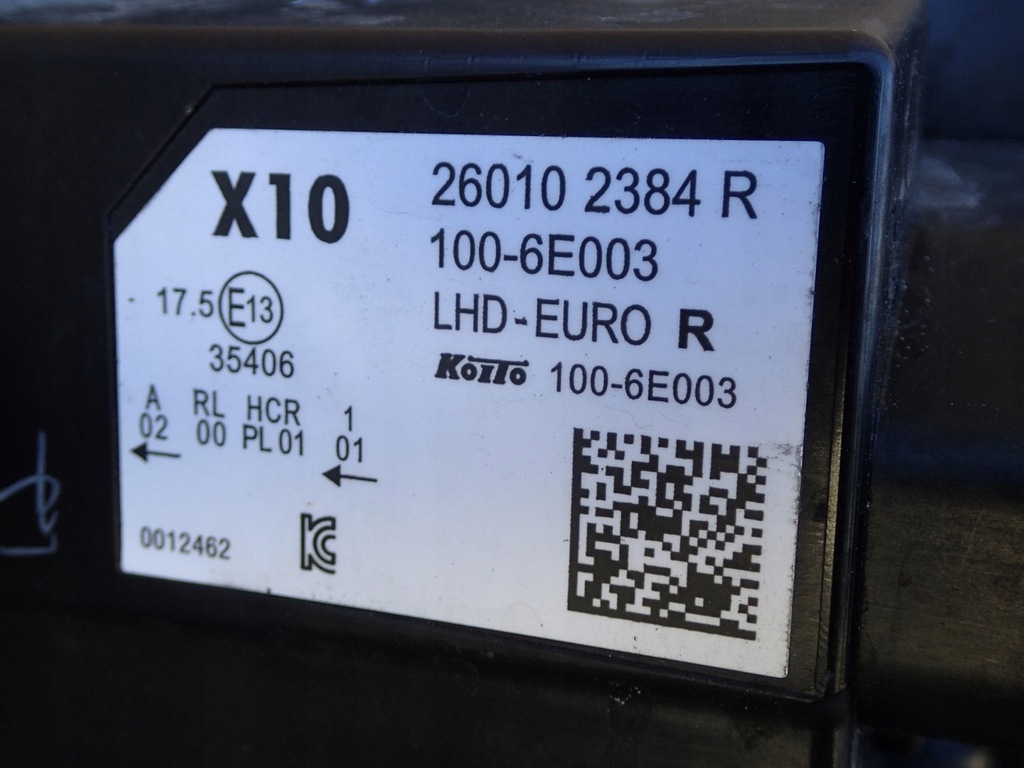 X10
26010 2384 R
100-6E003
LHD-EURO R
KOITO 100-6E003
17.5 E13
35406
A RL HCR 1
02 00 PL 01 01
0012462
KC